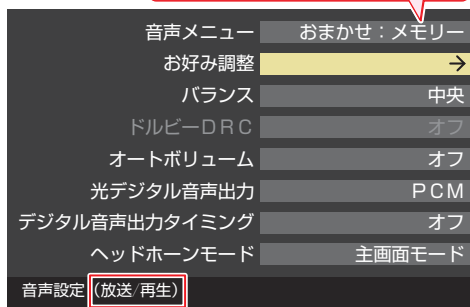 音声メニュー おまかせ：メモリー
お好み調整 →
バランス 中央
ドルビーＤＲＣ オフ
オートボリューム オフ
光デジタル音声出力 ＰＣＭ
デジタル音声出力タイミング オフ
ヘッドホーンモード 主画面モード
音声設定（放送/再生）